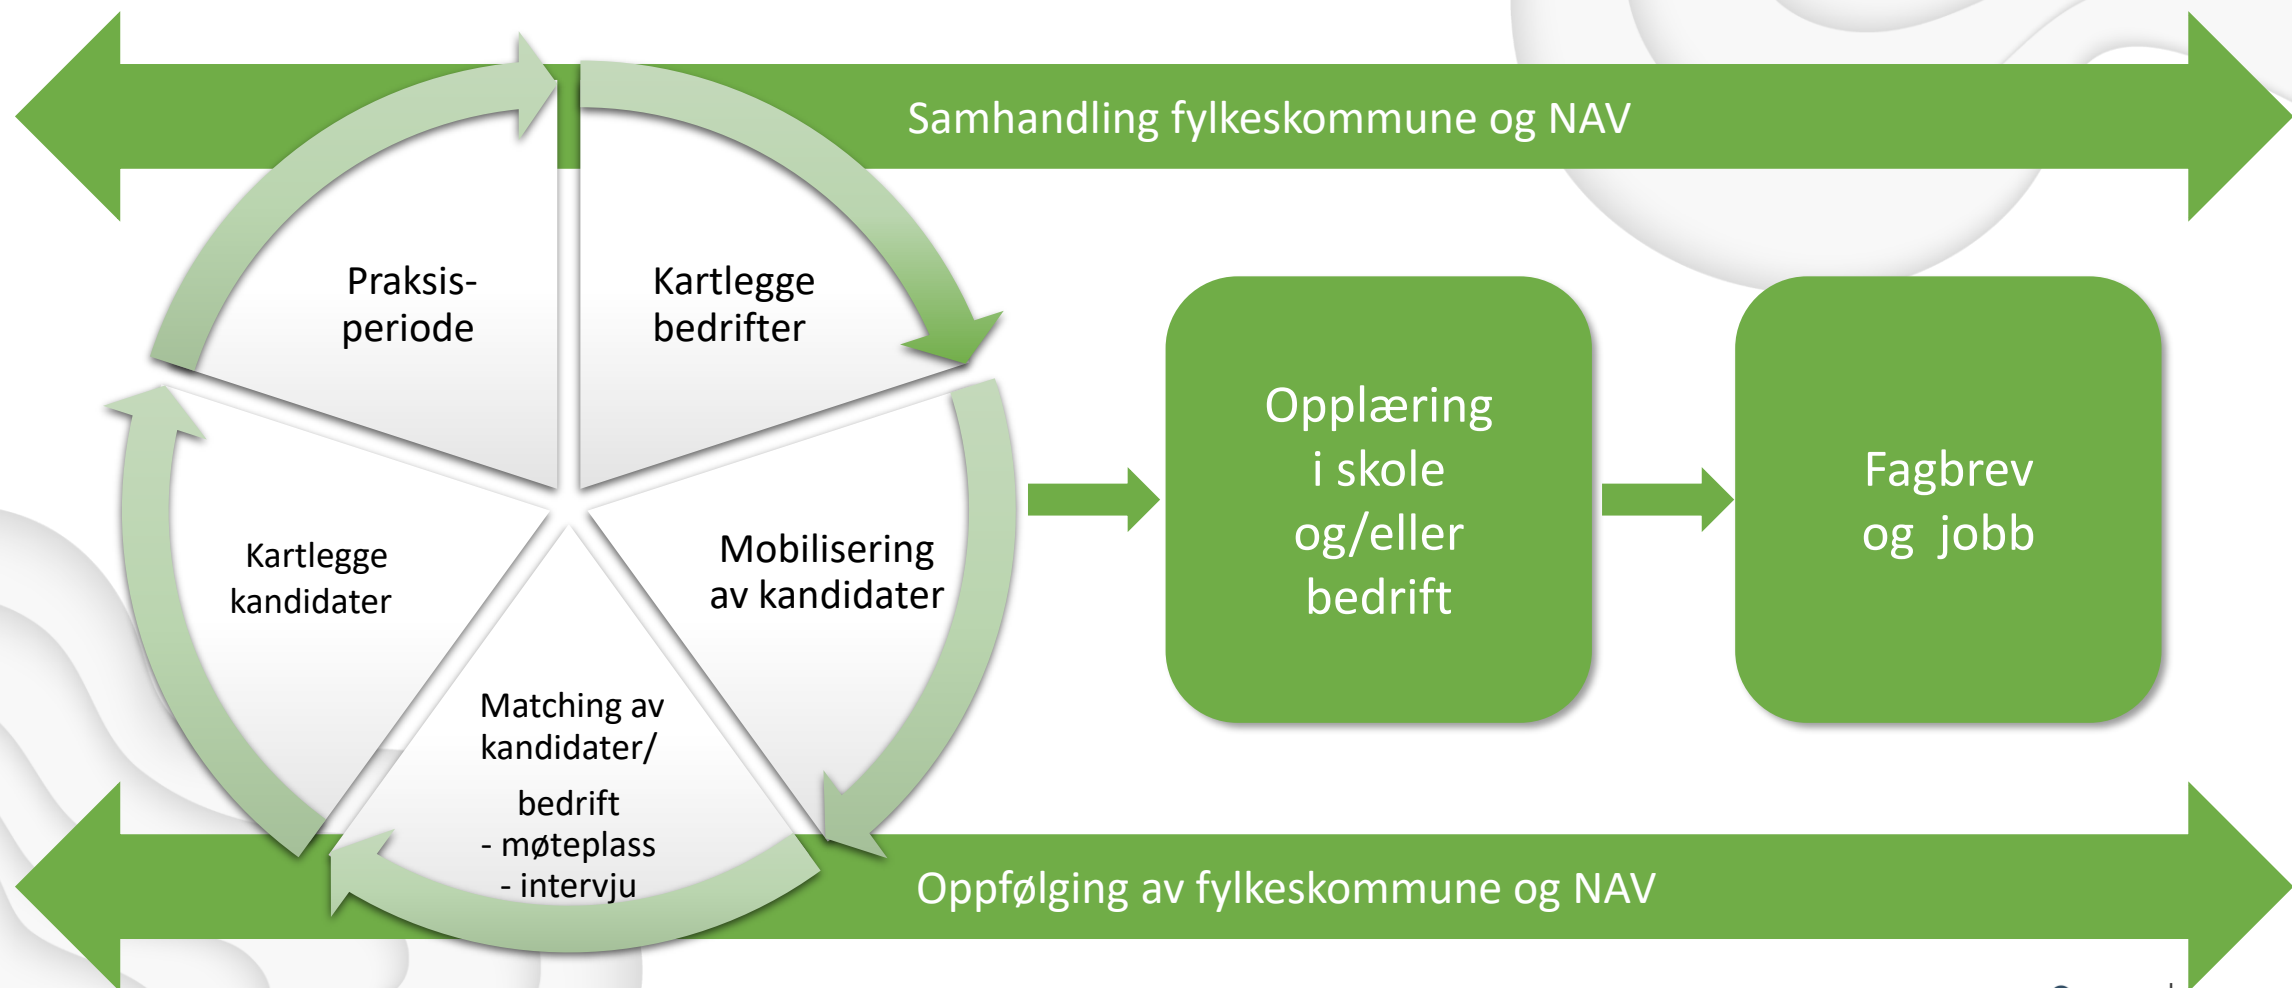 Samhandling fylkeskommune og NAV
Praksis-
periode
Kartlegge
bedrifter
Mobilisering
av kandidater
Matching av
kandidater/
bedrift
- møteplass
- intervju
Kartlegge
kandidater
Opplæring
i skole
og/eller
bedrift
Fagbrev
og jobb
Oppfølging av fylkeskommune og NAV